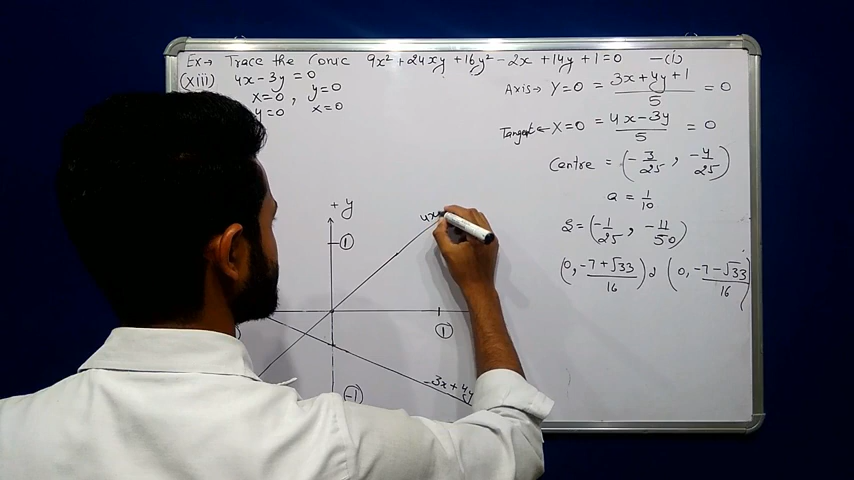 Ex→ Trace the Conic 9x² + 24xy + 16y² - 2x + 14y + 1 = 0 —(1)
(xiii) 4x - 3y = 0
x=0 , y=0
y=0 x=0
Axis→ Y=0 = (3x+4y+1)/5 = 0
Tangent← X=0 = (4x-3y)/5 = 0
Centre = (-3/25 , -4/25)
a = 1/10
S = (-1/25 , -11/50)
(0, (-7+√33)/16) & (0, (-7-√33)/16)
+ y
4x
1
1
-3x + 4y
-1